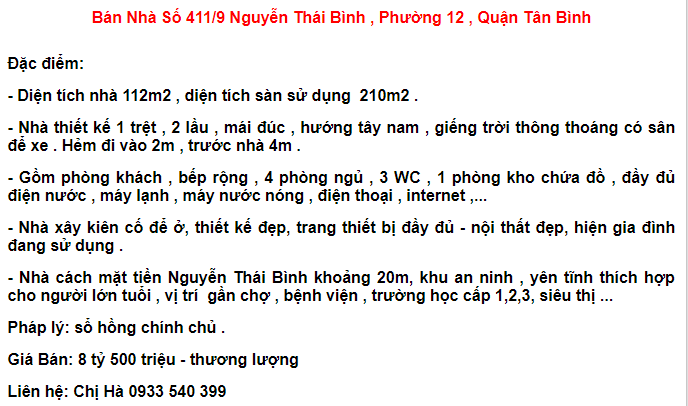 Bán Nhà Số 411/9 Nguyễn Thái Bình , Phường 12 , Quận Tân Bình
Đặc điểm:
- Diện tích nhà 112m2 , diện tích sàn sử dụng  210m2 .
- Nhà thiết kế 1 trệt , 2 lầu , mái đúc , hướng tây nam , giếng trời thông thoáng có sân
để xe . Hẻm đi vào 2m , trước nhà 4m .
- Gồm phòng khách , bếp rộng , 4 phòng ngủ , 3 WC , 1 phòng kho chứa đồ , đầy đủ
điện nước , máy lạnh , máy nước nóng , điện thoại , internet ,...
- Nhà xây kiên cố để ở, thiết kế đẹp, trang thiết bị đầy đủ - nội thất đẹp, hiện gia đình
đang sử dụng .
- Nhà cách mặt tiền Nguyễn Thái Bình khoảng 20m, khu an ninh , yên tĩnh thích hợp
cho người lớn tuổi , vị trí  gần chợ , bệnh viện , trường học cấp 1,2,3, siêu thị ...
Pháp lý: sổ hồng chính chủ .
Giá Bán: 8 tỷ 500 triệu - thương lượng
Liên hệ: Chị Hà 0933 540 399